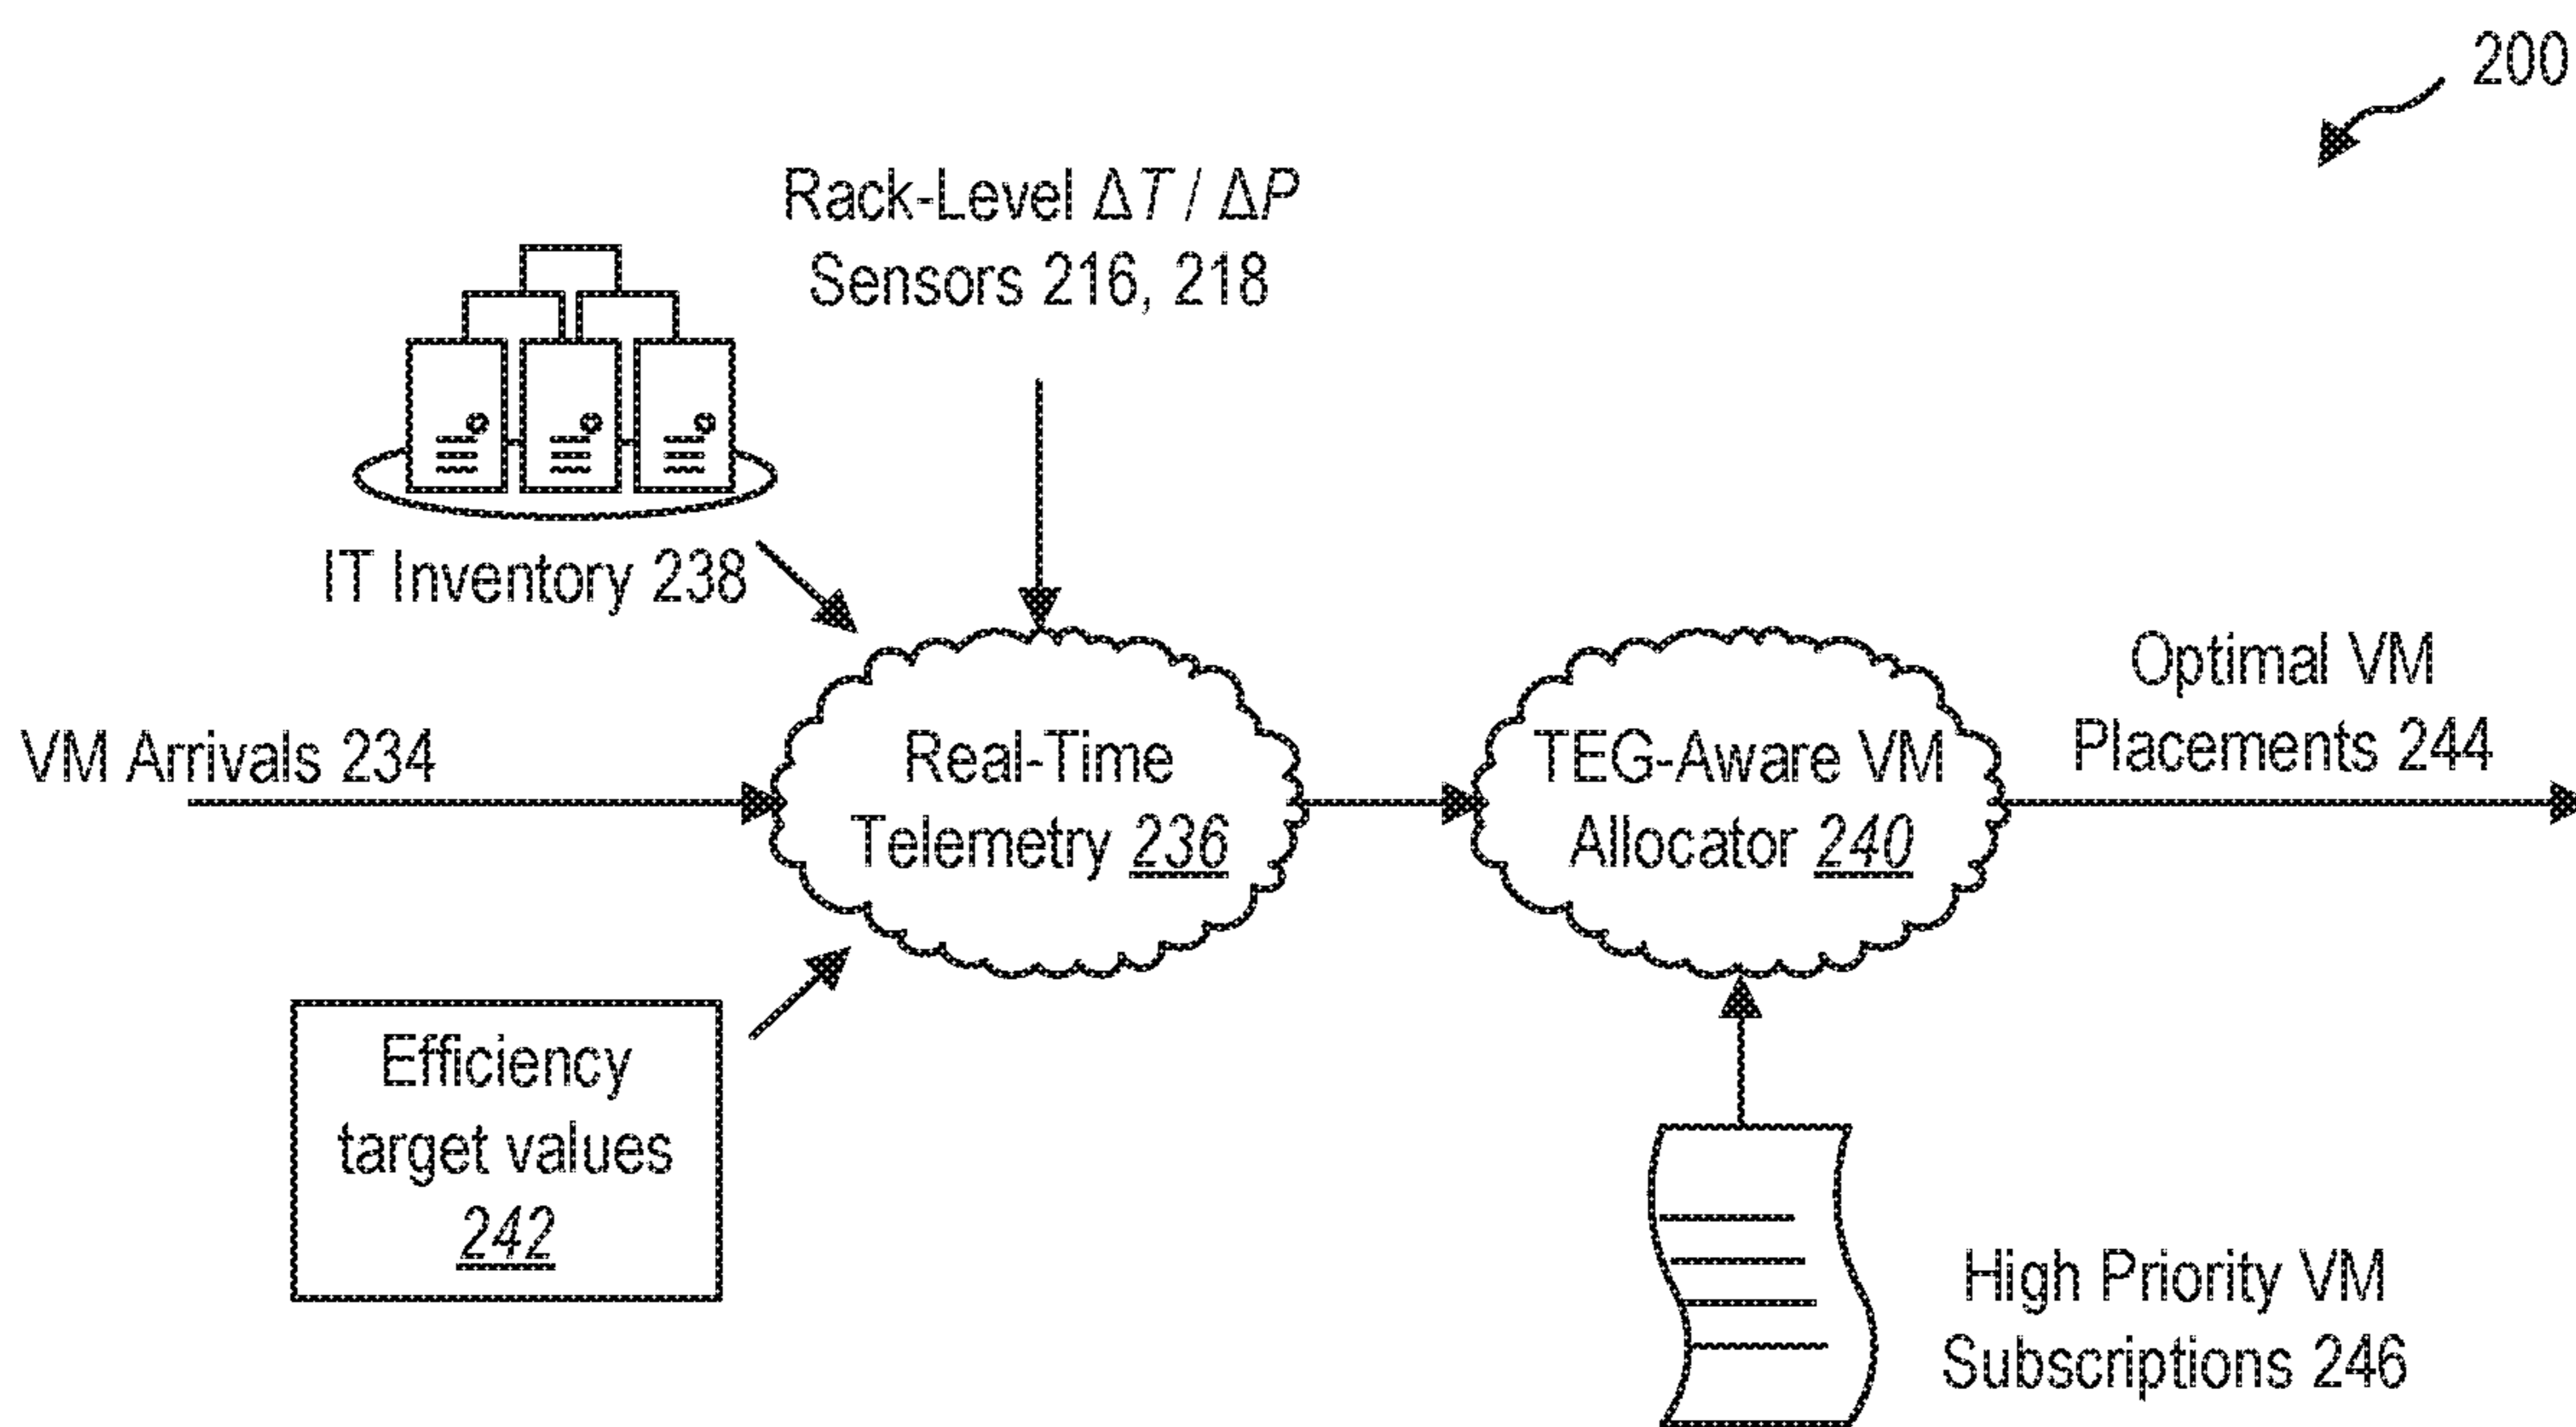 200
Rack-Level ΔT / ΔP
Sensors 216, 218
IT Inventory 238
VM Arrivals 234
Real-Time
Telemetry 236
TEG-Aware VM
Allocator 240
Optimal VM
Placements 244
Efficiency
target values
242
High Priority VM
Subscriptions 246